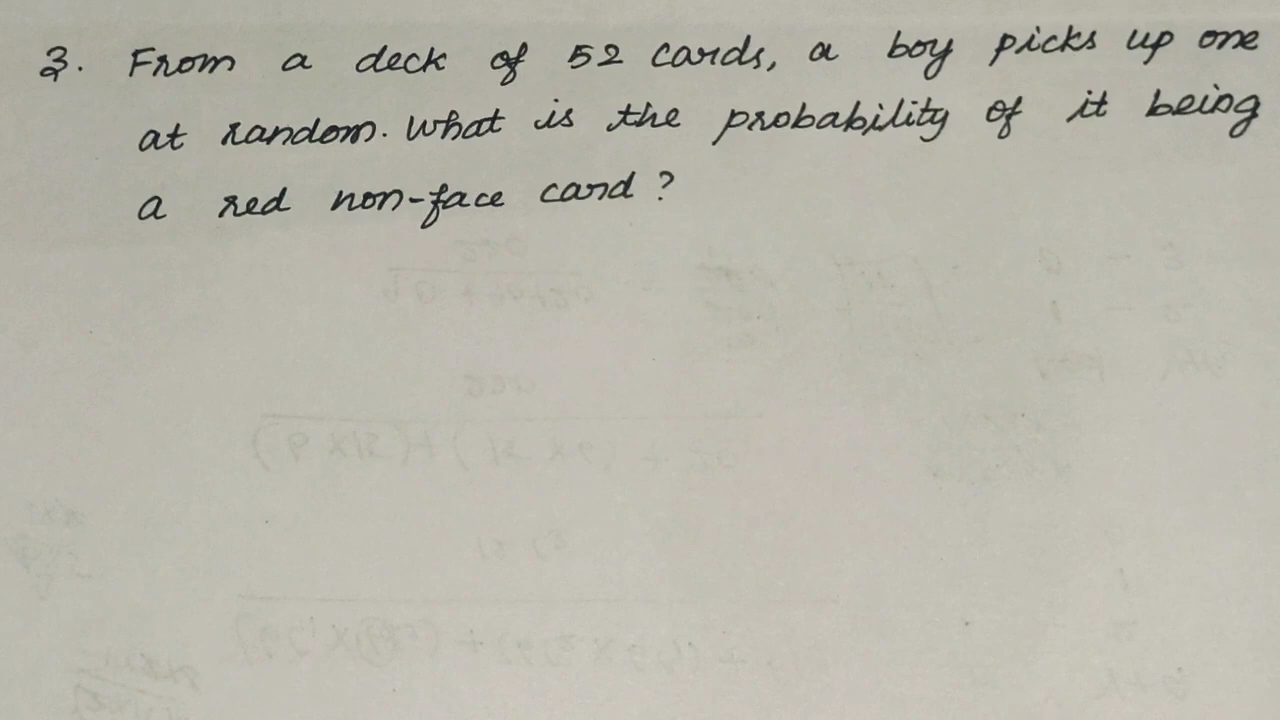 3. From a deck of 52 cards, a boy picks up one
at random. What is the probability of it being
a red non-face card?